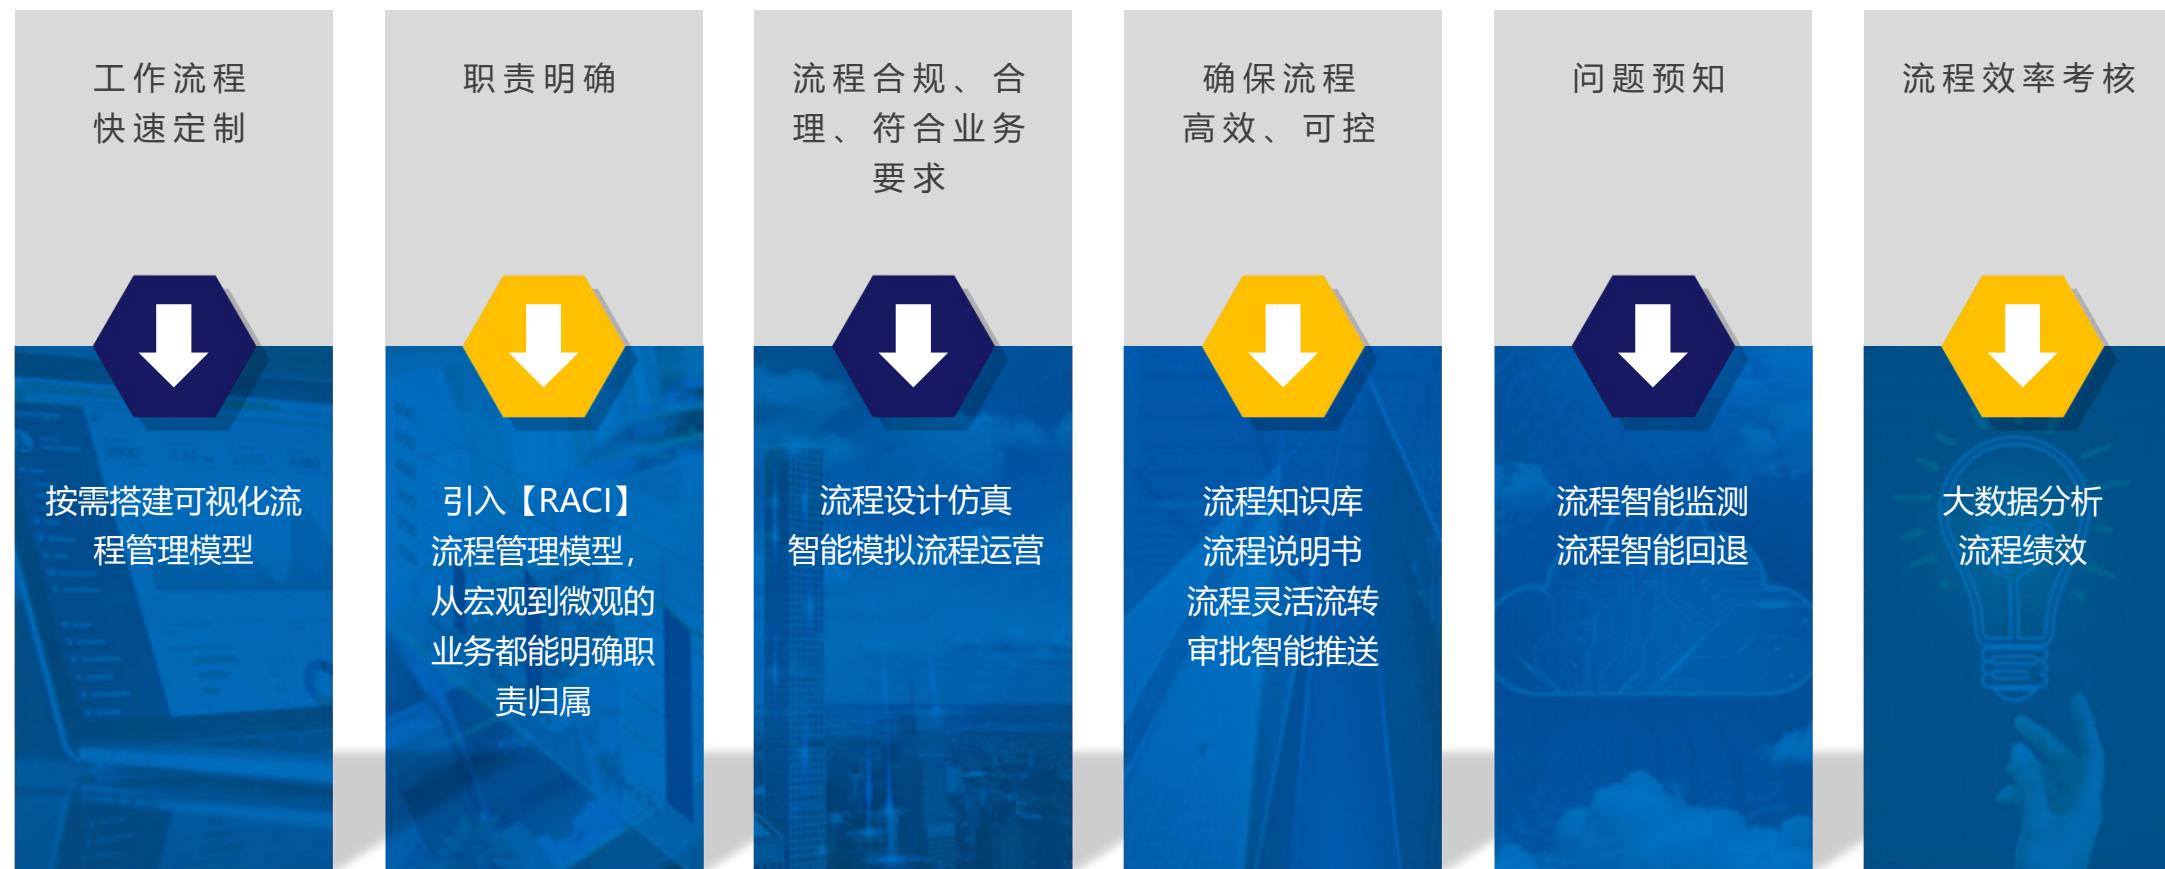 工作流程
快速定制
按需搭建可视化流
程管理模型
职责明确
引入【RACI】
流程管理模型，
从宏观到微观的
业务都能明确职
责归属
流程合规、合
理、符合业务
要求
流程设计仿真
智能模拟流程运营
确保流程
高效、可控
流程知识库
流程说明书
流程灵活流转
审批智能推送
问题预知
流程智能监测
流程智能回退
流程效率考核
大数据分析
流程绩效